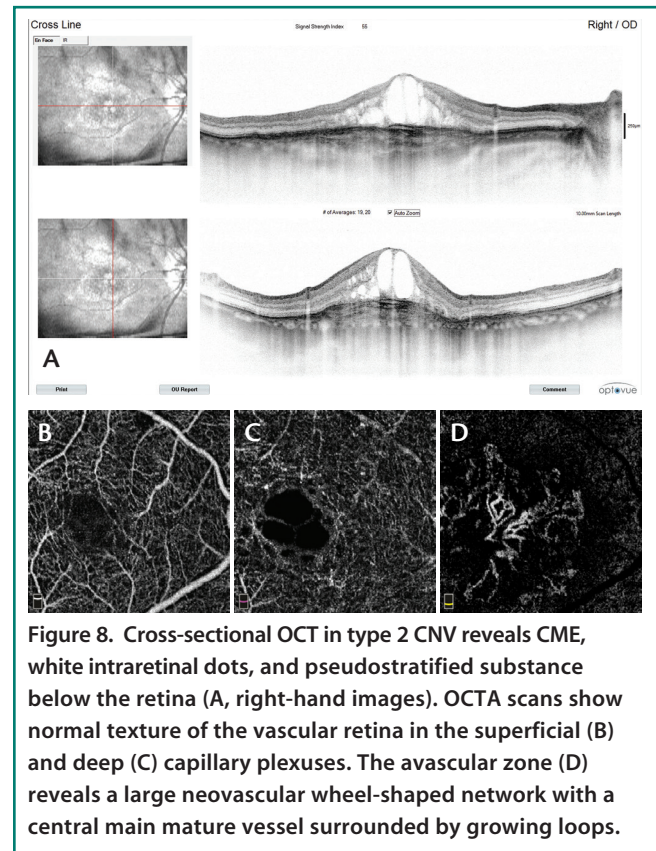 Cross Line
Signal Strength Index 55
Right / OD
En Face IR
250µm
# of Averages: 19, 20 Auto Zoom
10.00mm Scan Length
A
Print OU Report Comment optovue
B C D
Figure 8. Cross-sectional OCT in type 2 CNV reveals CME,
white intraretinal dots, and pseudostratified substance
below the retina (A, right-hand images). OCTA scans show
normal texture of the vascular retina in the superficial (B)
and deep (C) capillary plexuses. The avascular zone (D)
reveals a large neovascular wheel-shaped network with a
central main mature vessel surrounded by growing loops.